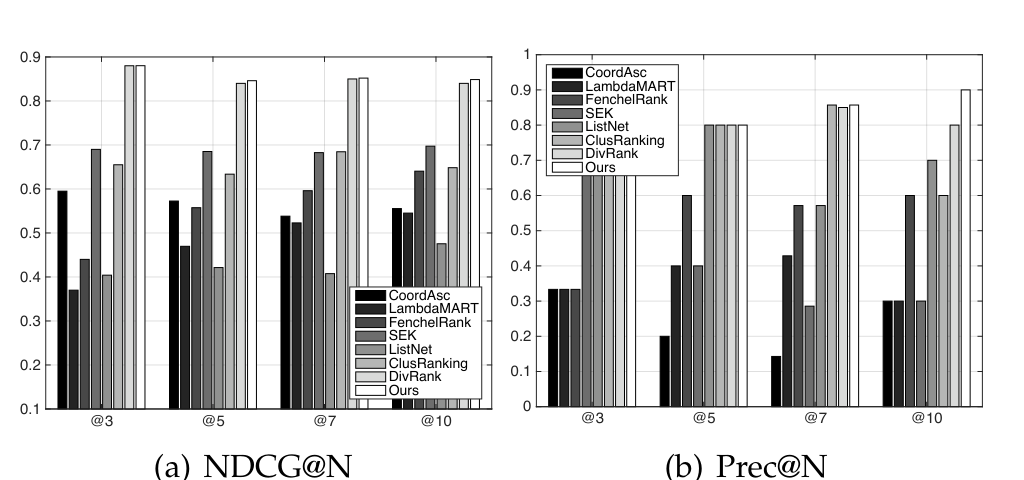 0.9
0.8
0.7
0.6
0.5
0.4
0.3
0.2
0.1
@3
@5
@7
@10
CoordAsc
LambdaMART
FenchelRank
SEK
ListNet
ClusRanking
DivRank
Ours
(a) NDCG@N
1
0.9
0.8
0.7
0.6
0.5
0.4
0.3
0.2
0.1
0
@3
@5
@7
@10
CoordAsc
LambdaMART
FenchelRank
SEK
ListNet
ClusRanking
DivRank
Ours
(b) Prec@N